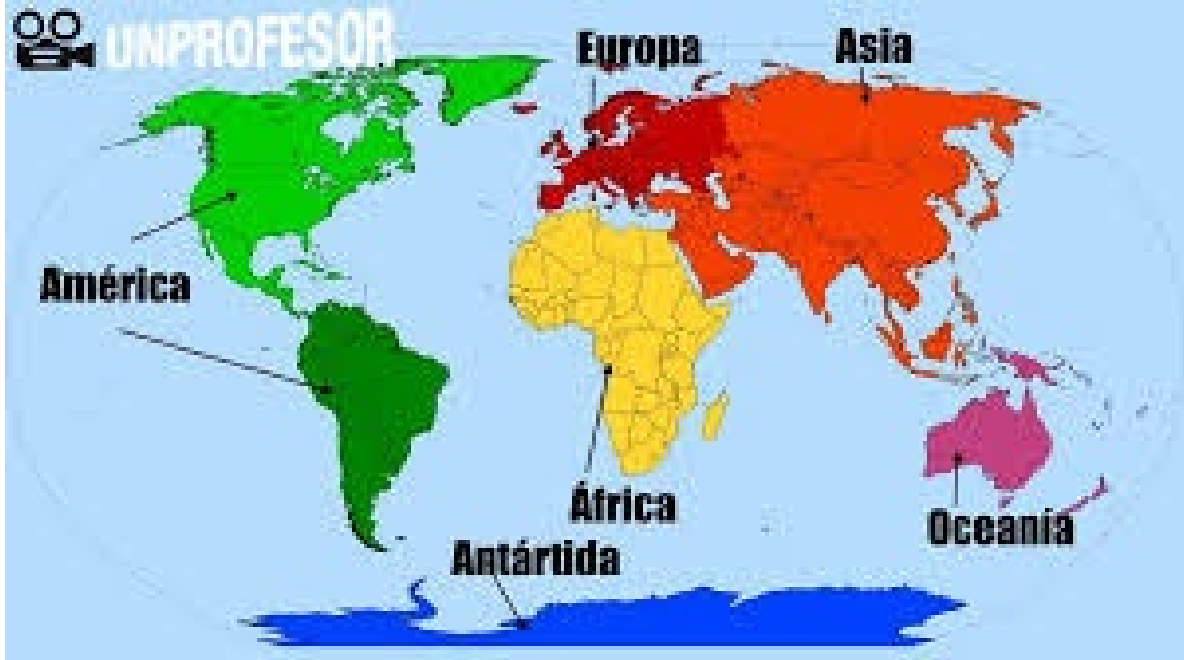 UNPROFESOR
Europa
Asia
América
África
Oceanía
Antártida